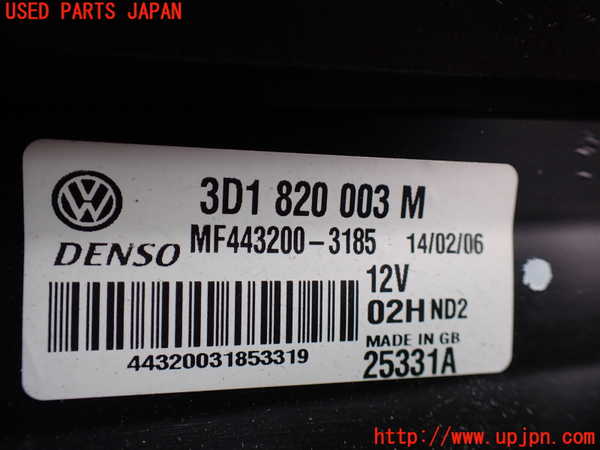 USED PARTS JAPAN
3D1 820 003 M
DENSO MF443200-3185 14/02/06
12V
02H ND2
MADE IN GB
44320031853319 25331A
http://www.upjpn.com/